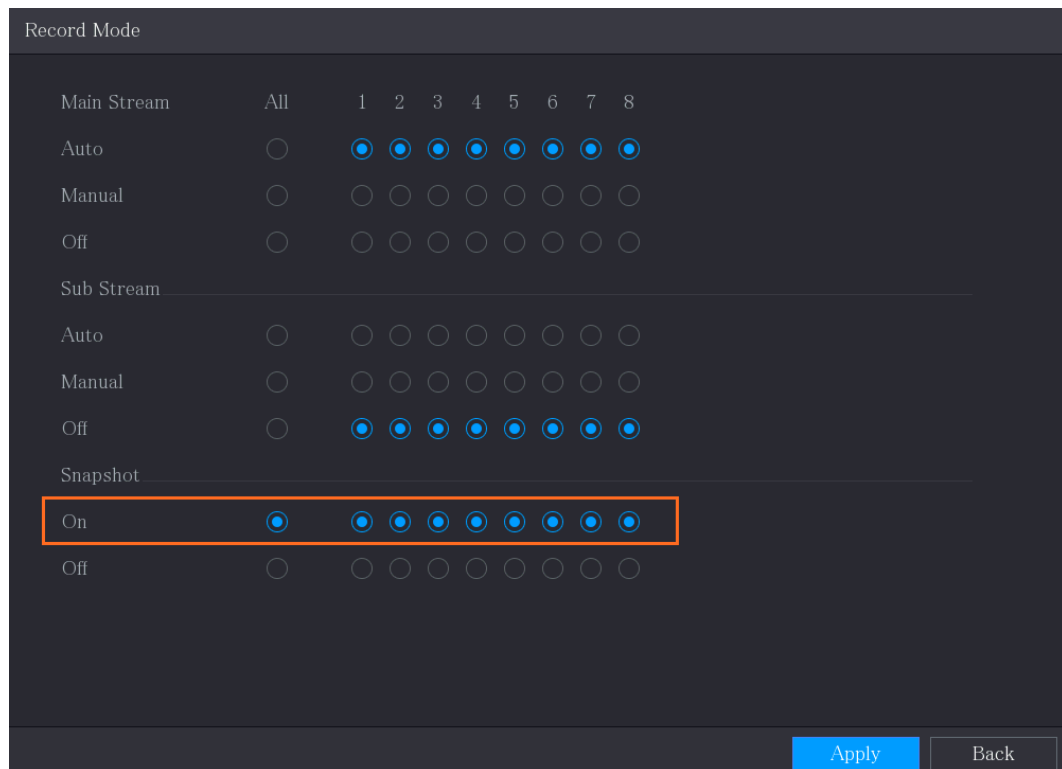 Record Mode
Main Stream All 1 2 3 4 5 6 7 8
Auto
Manual
Off
Sub Stream
Auto
Manual
Off
Snapshot
On
Off
Apply Back